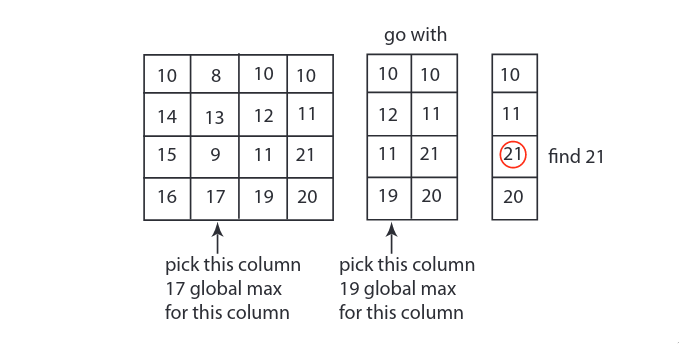 go with
10 8 10 10
14 13 12 11
15 9 11 21
16 17 19 20
10 10
12 11
11 21
19 20
10
11
21
20
find 21
pick this column
17 global max
for this column
pick this column
19 global max
for this column